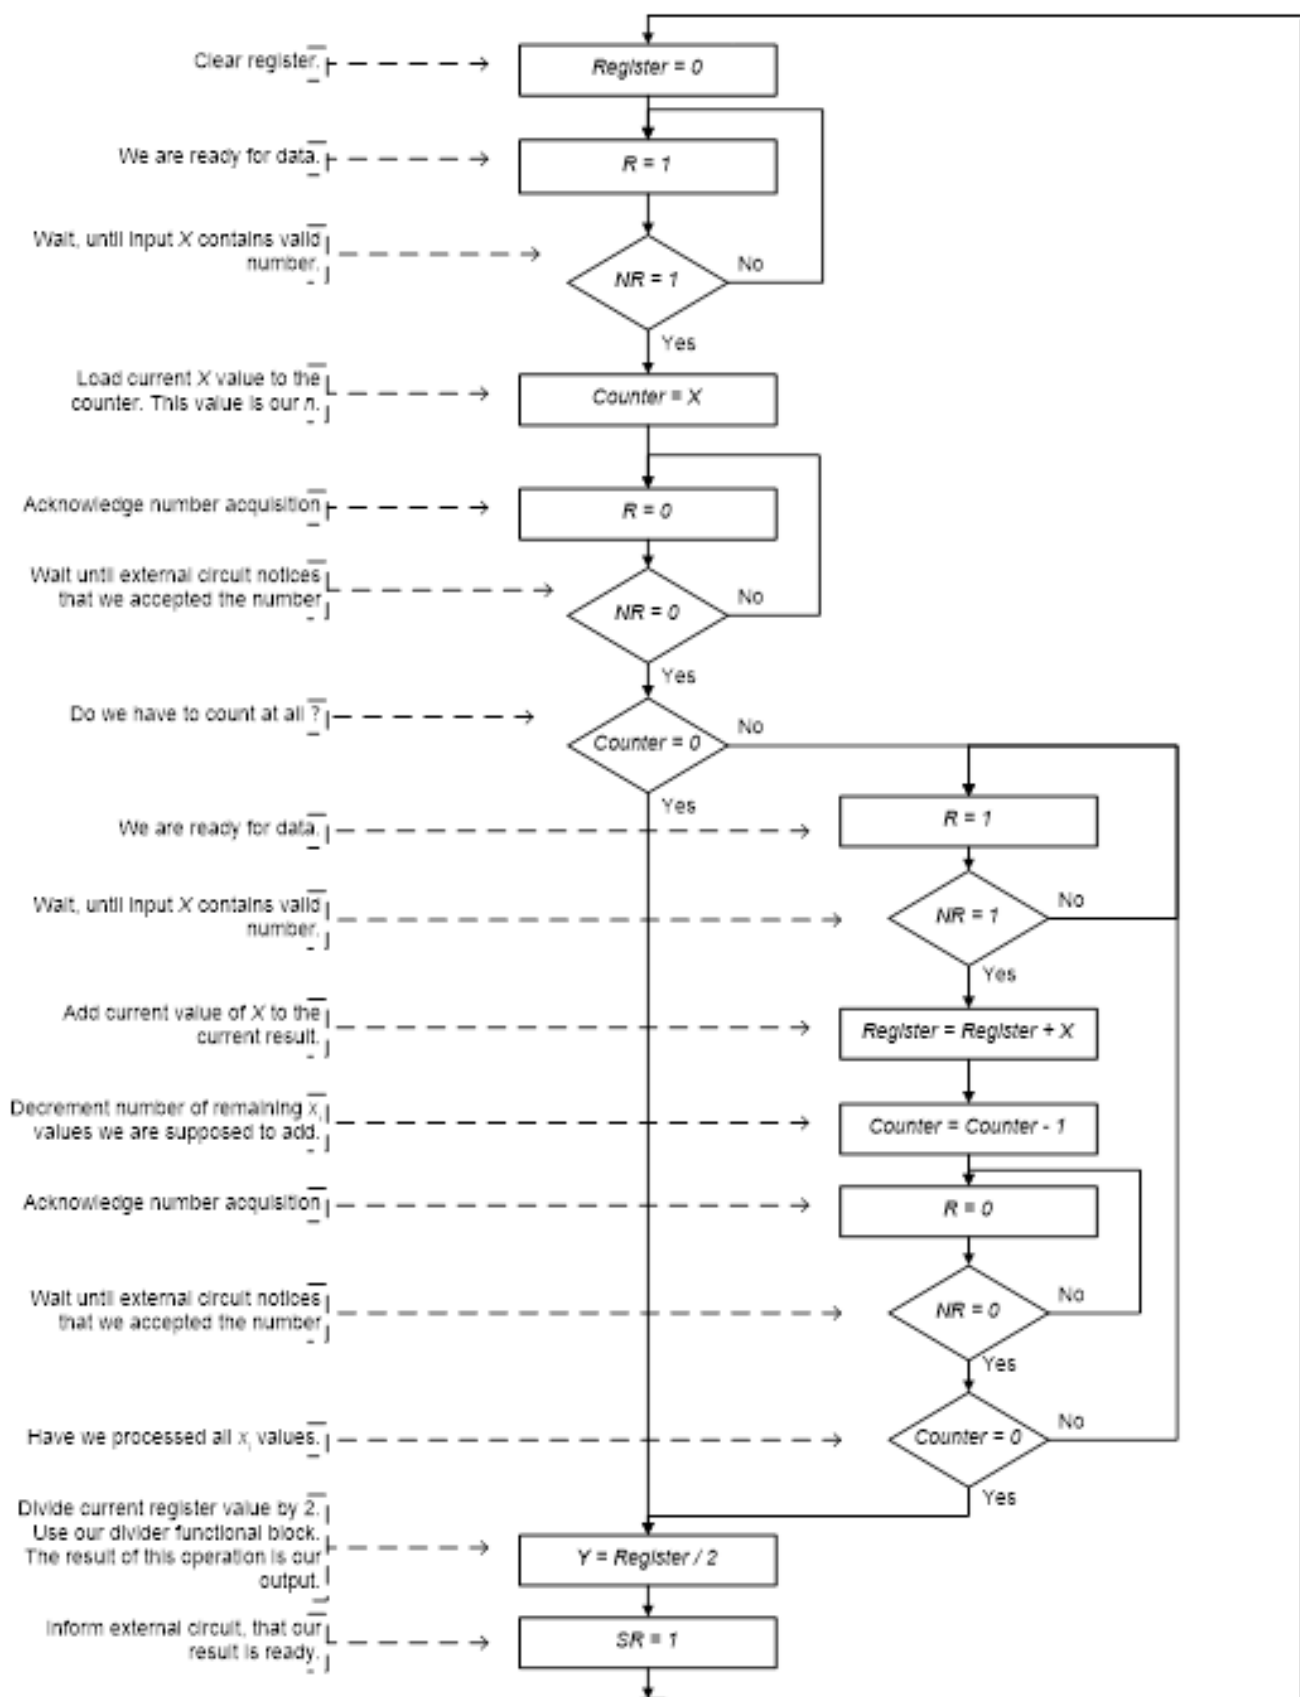 Clear register.
Register = 0
We are ready for data.
R = 1
Wait, until input X contains valid
number.
NR = 1
No
Yes
Load current X value to the
counter. This value is our n.
Counter = X
Acknowledge number acquisition
R = 0
Wait until external circuit notices
that we accepted the number
NR = 0
No
Yes
Do we have to count at all ?
Counter = 0
No
Yes
We are ready for data.
R = 1
Wait, until input X contains valid
number.
NR = 1
No
Yes
Add current value of X to the
current result.
Register = Register + X
Decrement number of remaining xᵢ
values we are supposed to add.
Counter = Counter - 1
Acknowledge number acquisition
R = 0
Wait until external circuit notices
that we accepted the number
NR = 0
No
Yes
Have we processed all xᵢ values.
Counter = 0
No
Yes
Divide current register value by 2.
Use our divider functional block.
The result of this operation is our
output.
Y = Register / 2
Inform external circuit, that our
result is ready.
SR = 1